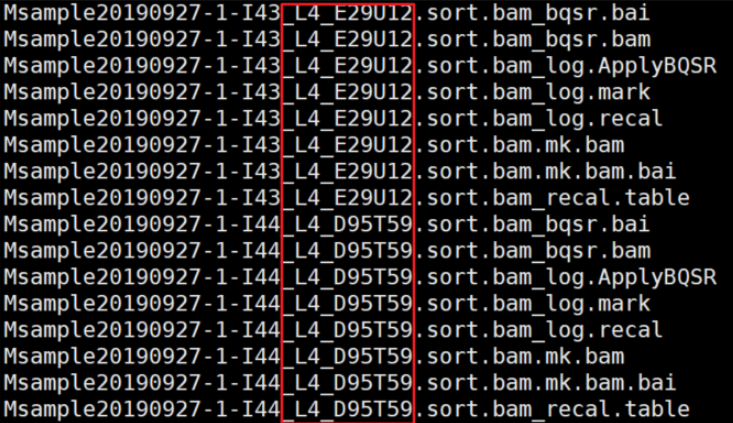 Msample20190927-1-I43_L4_E29U12.sort.bam_bqsr.bai
Msample20190927-1-I43_L4_E29U12.sort.bam_bqsr.bam
Msample20190927-1-I43_L4_E29U12.sort.bam_log.ApplyBQSR
Msample20190927-1-I43_L4_E29U12.sort.bam_log.mark
Msample20190927-1-I43_L4_E29U12.sort.bam_log.recal
Msample20190927-1-I43_L4_E29U12.sort.bam.mk.bam
Msample20190927-1-I43_L4_E29U12.sort.bam.mk.bam.bai
Msample20190927-1-I43_L4_E29U12.sort.bam_recal.table
Msample20190927-1-I44_L4_D95T59.sort.bam_bqsr.bai
Msample20190927-1-I44_L4_D95T59.sort.bam_bqsr.bam
Msample20190927-1-I44_L4_D95T59.sort.bam_log.ApplyBQSR
Msample20190927-1-I44_L4_D95T59.sort.bam_log.mark
Msample20190927-1-I44_L4_D95T59.sort.bam_log.recal
Msample20190927-1-I44_L4_D95T59.sort.bam.mk.bam
Msample20190927-1-I44_L4_D95T59.sort.bam.mk.bam.bai
Msample20190927-1-I44_L4_D95T59.sort.bam_recal.table